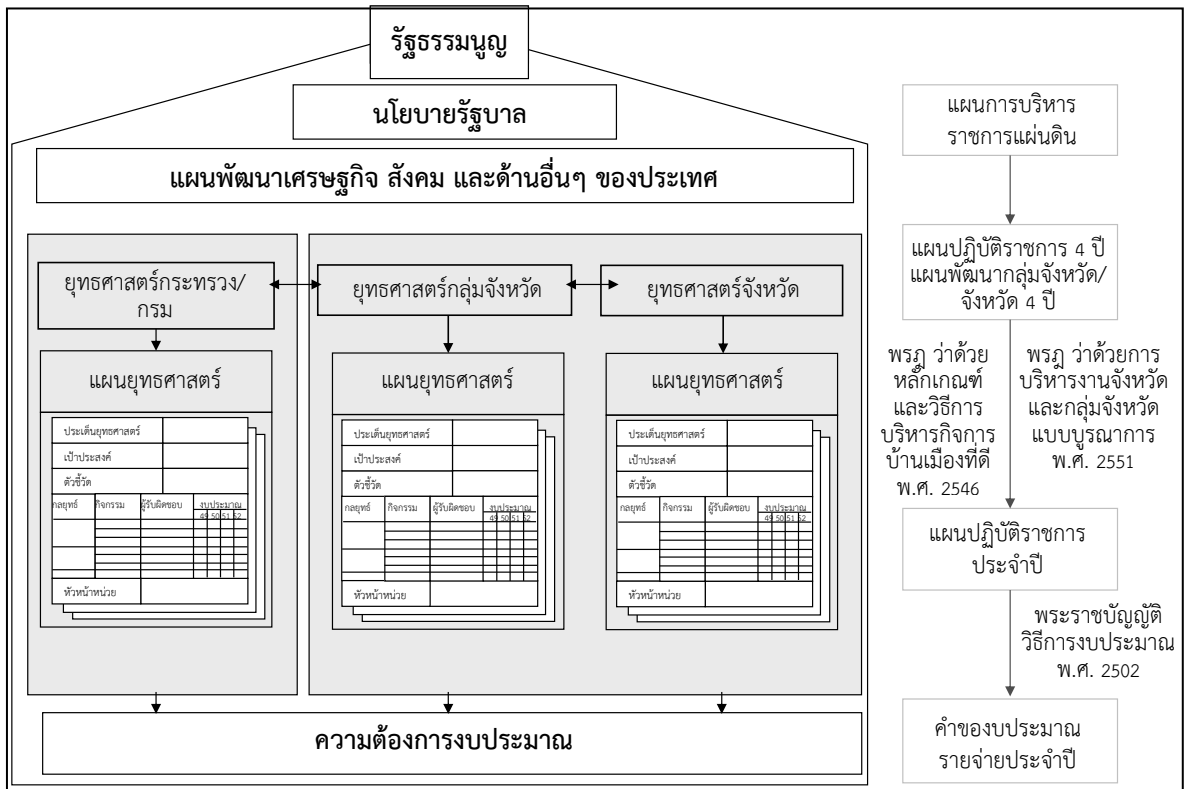 รัฐธรรมนูญ
นโยบายรัฐบาล
แผนพัฒนาเศรษฐกิจ สังคม และด้านอื่นๆ ของประเทศ
ยุทธศาสตร์กระทรวง/
กรม
ยุทธศาสตร์กลุ่มจังหวัด
ยุทธศาสตร์จังหวัด
แผนยุทธศาสตร์
ประเด็นยุทธศาสตร์
เป้าประสงค์
ตัวชี้วัด
กลยุทธ์ กิจกรรม ผู้รับผิดชอบ งบประมาณ
49 50 51 52
หัวหน้าหน่วย
แผนยุทธศาสตร์
ประเด็นยุทธศาสตร์
เป้าประสงค์
ตัวชี้วัด
กลยุทธ์ กิจกรรม ผู้รับผิดชอบ งบประมาณ
49 50 51 52
หัวหน้าหน่วย
แผนยุทธศาสตร์
ประเด็นยุทธศาสตร์
เป้าประสงค์
ตัวชี้วัด
กลยุทธ์ กิจกรรม ผู้รับผิดชอบ งบประมาณ
49 50 51 52
หัวหน้าหน่วย
ความต้องการงบประมาณ
แผนการบริหาร
ราชการแผ่นดิน
แผนปฏิบัติราชการ 4 ปี
แผนพัฒนากลุ่มจังหวัด/
จังหวัด 4 ปี
พรฎ ว่าด้วย
หลักเกณฑ์
และวิธีการ
บริหารกิจการ
บ้านเมืองที่ดี
พ.ศ. 2546
พรฎ ว่าด้วยการ
บริหารงานจังหวัด
และกลุ่มจังหวัด
แบบบูรณาการ
พ.ศ. 2551
แผนปฏิบัติราชการ
ประจำปี
พระราชบัญญัติ
วิธีการงบประมาณ
พ.ศ. 2502
คำของบประมาณ
รายจ่ายประจำปี